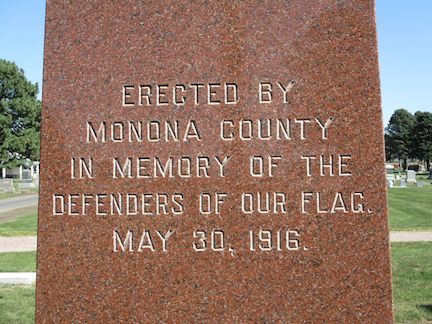 ERECTED BY
MONONA COUNTY
IN MEMORY OF THE
DEFENDERS OF OUR FLAG.
MAY 30, 1916.